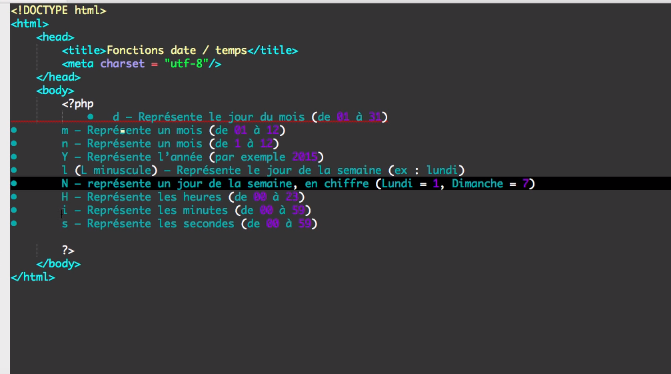 <!DOCTYPE html>
<html>
<head>
<title>Fonctions date / temps</title>
<meta charset = "utf-8"/>
</head>
<body>
<?php
• d – Représente le jour du mois (de 01 à 31)
• m – Représente un mois (de 01 à 12)
• n – Représente un mois (de 1 à 12)
• Y – Représente l’année (par exemple 2015)
• l (L minuscule) – Représente le jour de la semaine (ex : lundi)
• N – représente un jour de la semaine, en chiffre (Lundi = 1, Dimanche = 7)
• H – Représente les heures (de 00 à 23)
• i – Représente les minutes (de 00 à 59)
• s – Représente les secondes (de 00 à 59)
?>
</body>
</html>